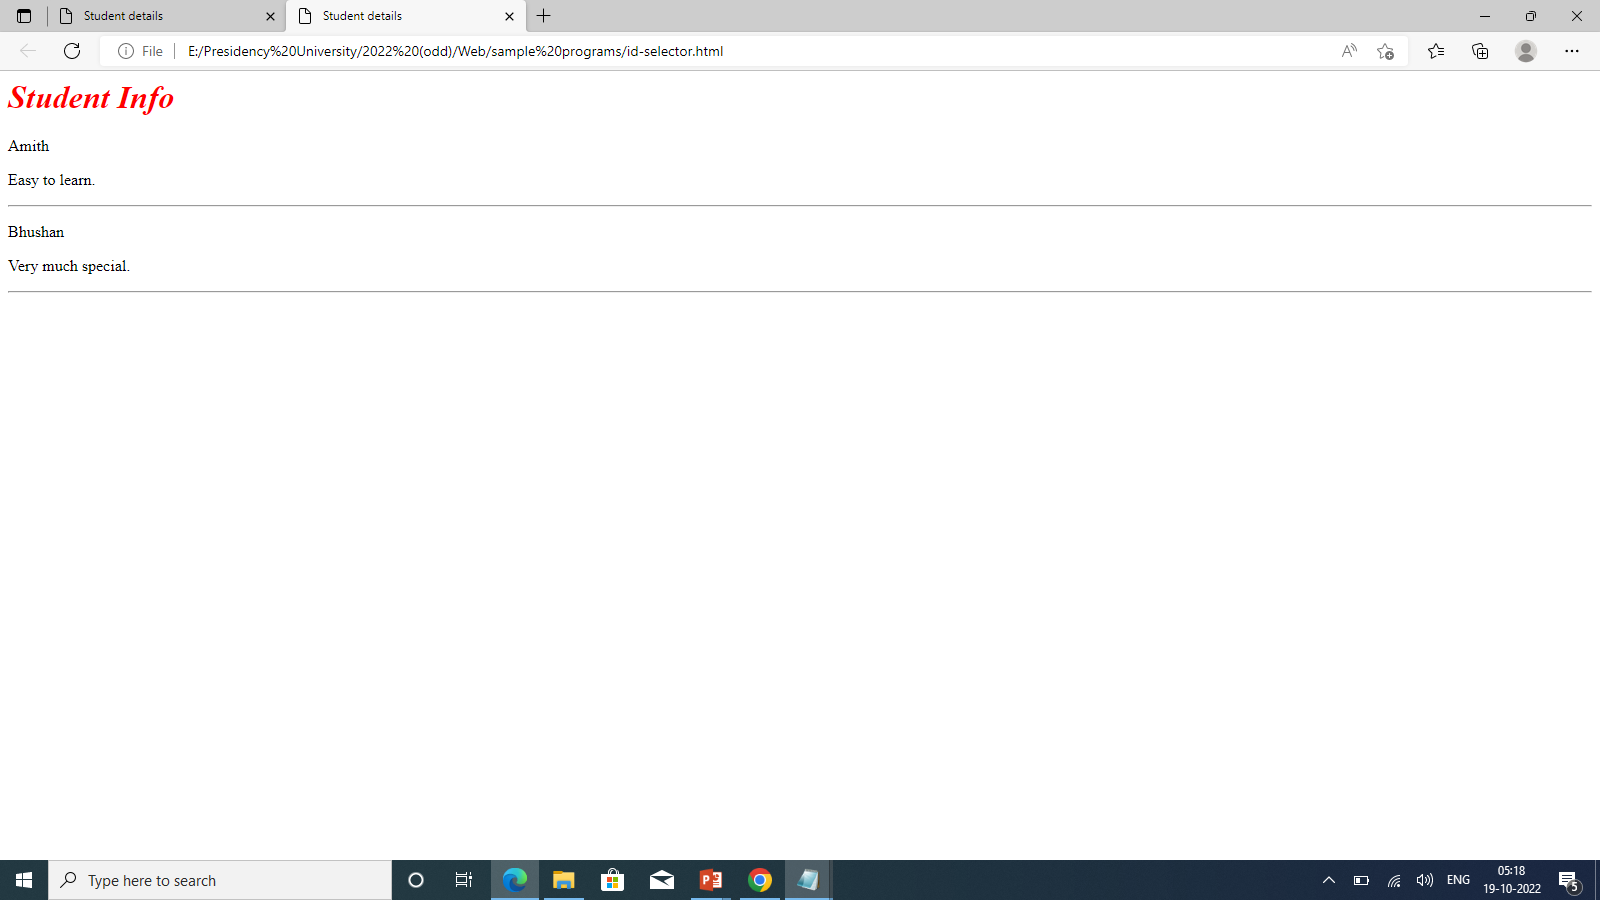 Student details
Student details
File
E:/Presidency%20University/2022%20(odd)/Web/sample%20programs/id-selector.html
Student Info
Amith
Easy to learn.
Bhushan
Very much special.
Type here to search
ENG
05:18
19-10-2022
5